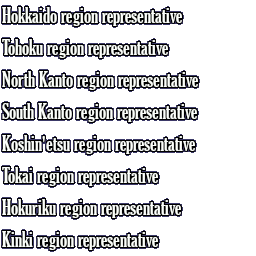 Hokkaido region representative
Tohoku region representative
North Kanto region representative
South Kanto region representative
Koshin'etsu region representative
Tokai region representative
Hokuriku region representative
Kinki region representative